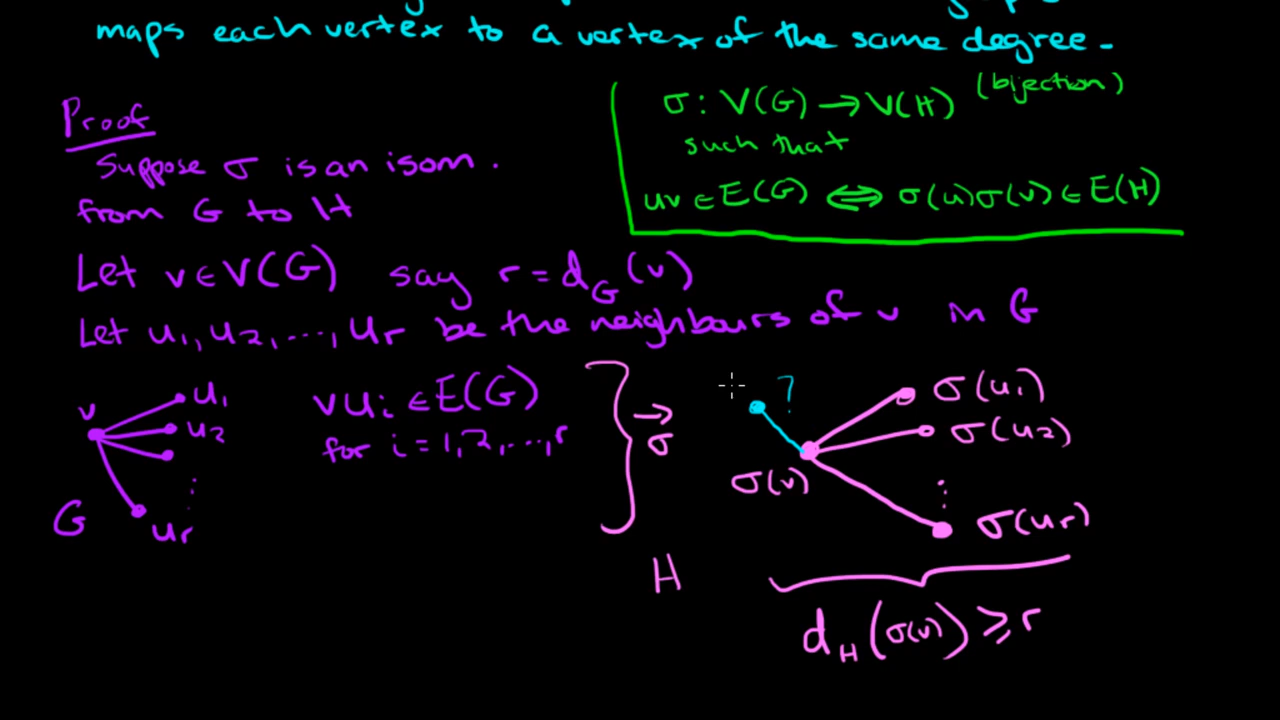 maps each vertex to a vertex of the same degree.
Proof
Suppose σ is an isom.
from G to H
σ: V(G) → V(H) (bijection)
such that
uv ∈ E(G) ⟺ σ(u)σ(v) ∈ E(H)
Let v ∈ V(G) say r = d_G(v)
Let u₁, u₂, ..., uᵣ be the neighbours of v in G
v
u₁
u₂
⋮
uᵣ
G
vuᵢ ∈ E(G)
for i = 1, 2, ..., r
→
σ
?
σ(v)
σ(u₁)
σ(u₂)
⋮
σ(uᵣ)
H
d_H(σ(v)) ⩾ r